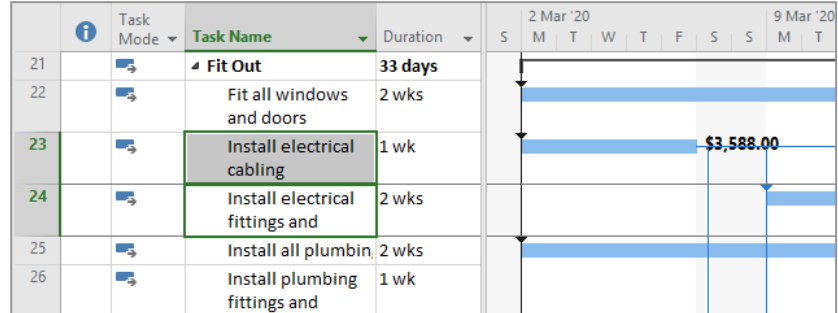 Task 2 Mar '20 9 Mar '20
Mode Task Name Duration S M T W T F S S M T
21 Fit Out 33 days
22 Fit all windows 2 wks
and doors
23 Install electrical 1 wk $3,588.00
cabling
24 Install electrical 2 wks
fittings and
25 Install all plumbin 2 wks
26 Install plumbing 1 wk
fittings and